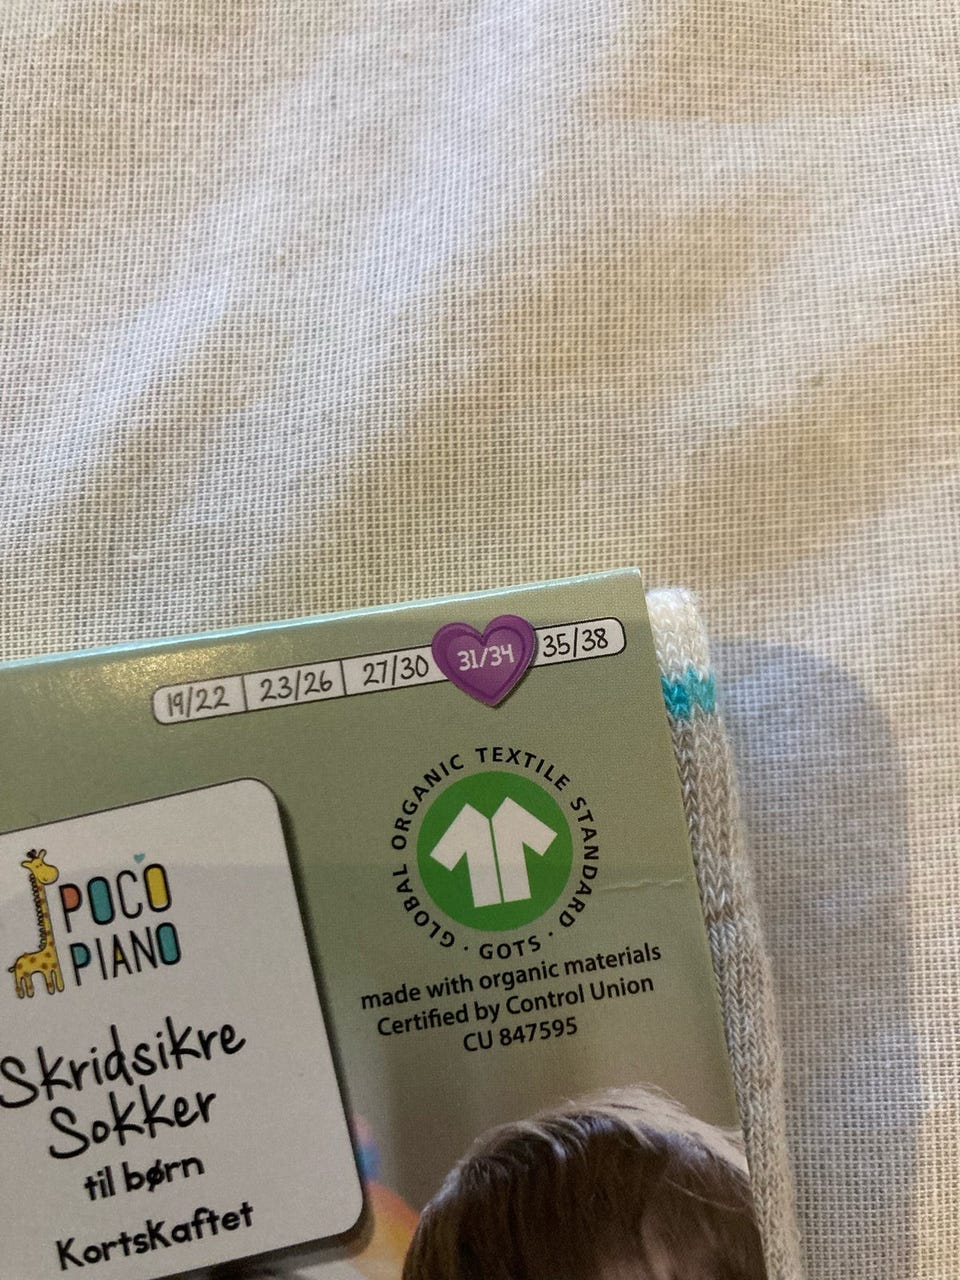 19/22 | 23/26 | 27/30 31/34 35/38
GLOBAL ORGANIC TEXTILE STANDARD · GOTS ·
made with organic materials
Certified by Control Union
CU 847595
POCO
PIANO
Skridsikre
Sokker
til børn
Kortskaftet